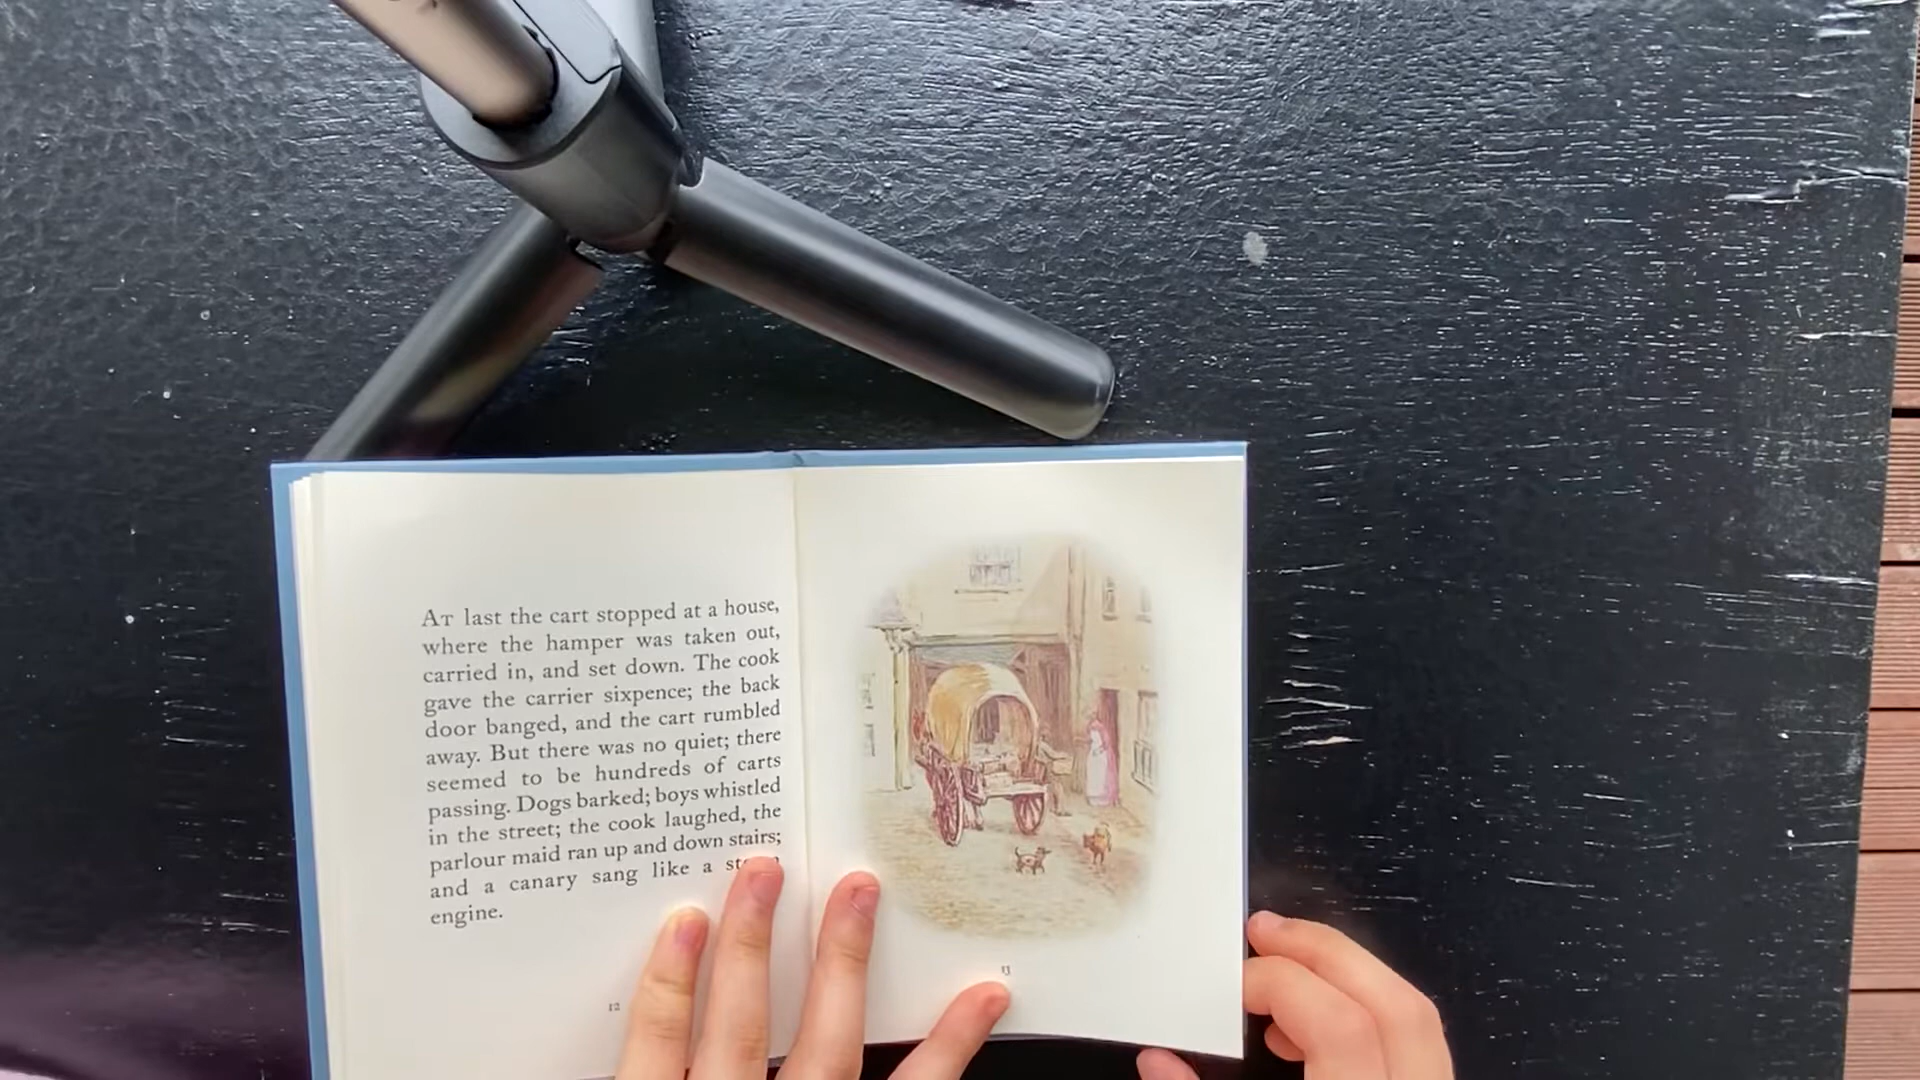 AT last the cart stopped at a house,
where the hamper was taken out,
carried in, and set down. The cook
gave the carrier sixpence; the back
door banged, and the cart rumbled
away. But there was no quiet; there
seemed to be hundreds of carts
passing. Dogs barked; boys whistled
in the street; the cook laughed, the
parlour maid ran up and down stairs;
and a canary sang like a
engine.
12
13